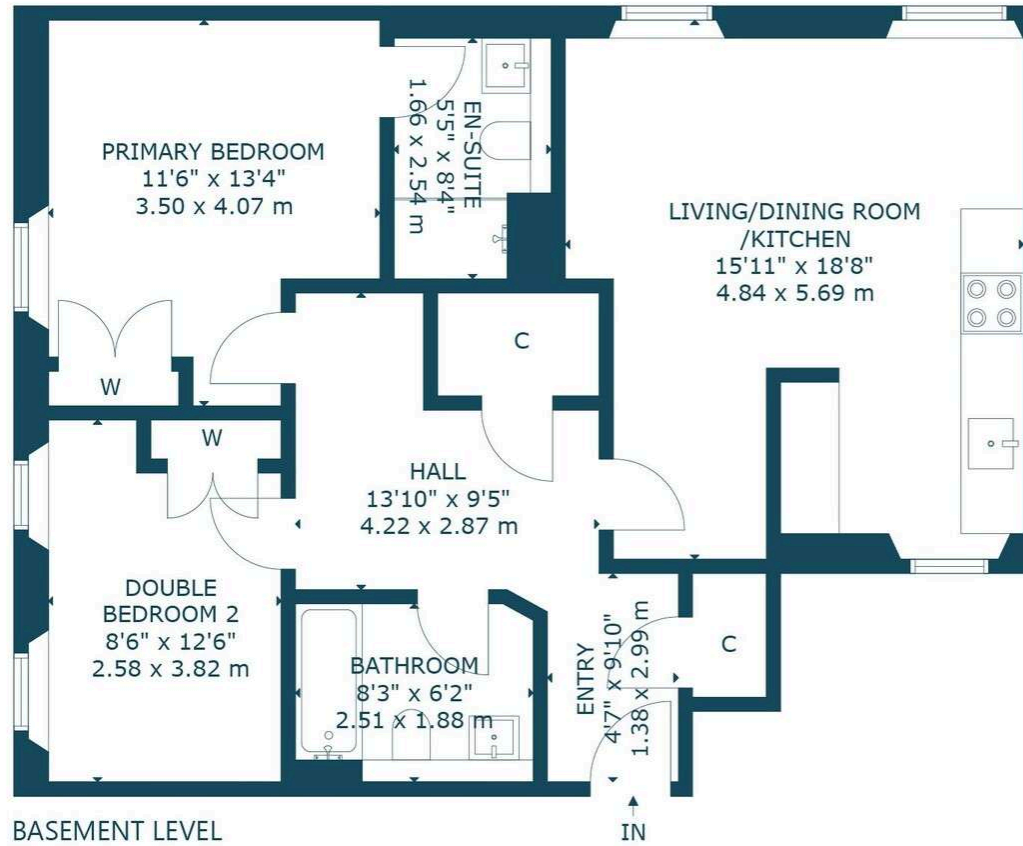 PRIMARY BEDROOM
11'6" x 13'4"
3.50 x 4.07 m
EN-SUITE
5'5" x 8'4"
1.66 x 2.54 m
LIVING/DINING ROOM
/KITCHEN
15'11" x 18'8"
4.84 x 5.69 m
W
C
W
HALL
13'10" x 9'5"
4.22 x 2.87 m
DOUBLE
BEDROOM 2
8'6" x 12'6"
2.58 x 3.82 m
BATHROOM
8'3" x 6'2"
2.51 x 1.88 m
ENTRY
4'7" x 9'10"
1.38 x 2.99 m
C
BASEMENT LEVEL
IN